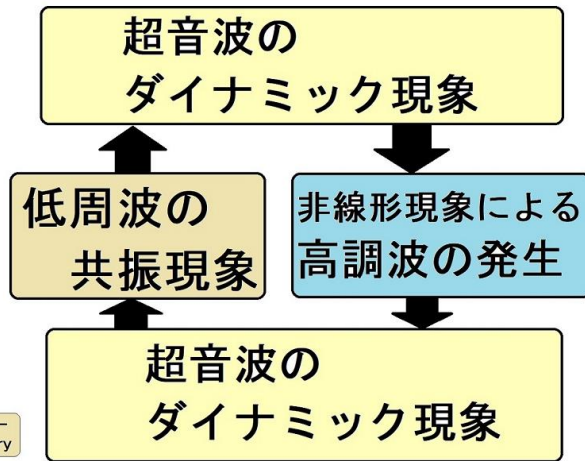 超音波の
ダイナミック現象
低周波の
共振現象
非線形現象による
高調波の発生
超音波の
ダイナミック現象